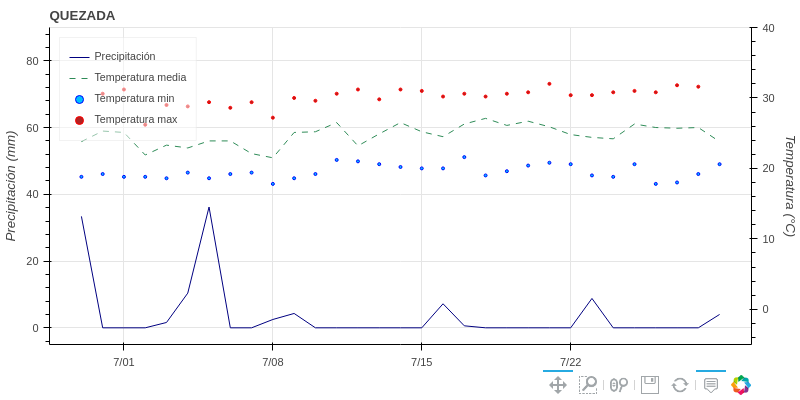 QUEZADA
Precipitación
Temperatura media
Temperatura min
Temperatura max
80
60
40
20
0
Precipitación (mm)
40
30
20
10
0
Temperatura (°C)
7/01
7/08
7/15
7/22